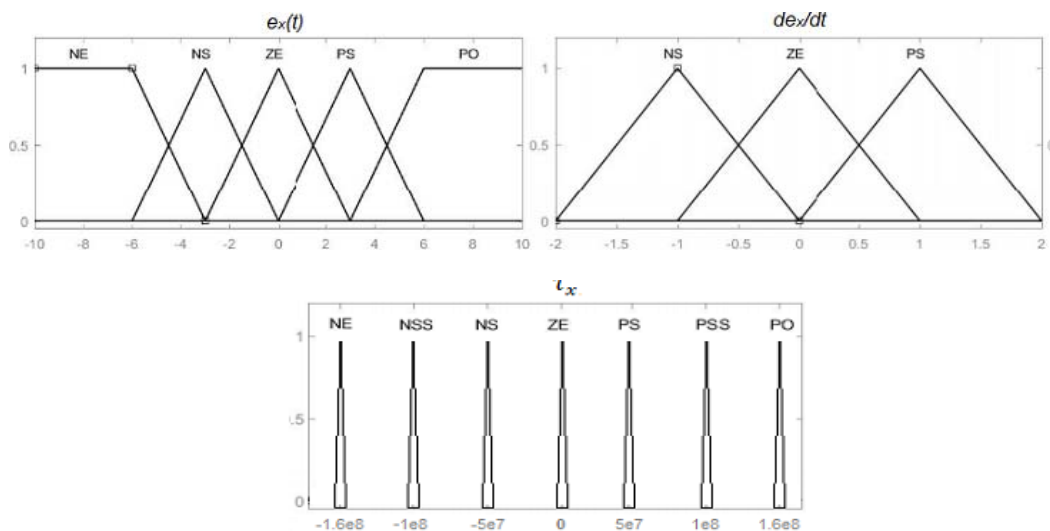 eₓ(t)
deₓ/dt
NE NS ZE PS PO
NS ZE PS
1
1
0.5
0.5
0
0
-10 -8 -6 -4 -2 0 2 4 6 8 10
-2 -1.5 -1 -0.5 0 0.5 1 1.5 2
NE NSS NS ZE PS PSS PO
1
.5
0
-1.6e8 -1e8 -5e7 0 5e7 1e8 1.6e8